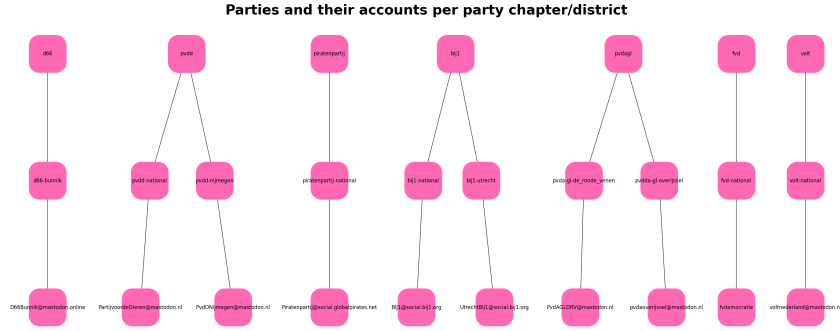 Parties and their accounts per party chapter/district
d66
pvdd
piratenpartij
bij1
pvdagl
fvd
volt
d66-bunnik
pvdd-national
pvdd-nijmegen
piratenpartij-national
bij1-national
bij1-utrecht
pvda-gl-de_ronde_venen
pvdda-gl-overijssel
fvd-national
volt-national
D66Bunnik@mastodon.online
PartijvoordeDieren@mastodon.nl
PvdDNijmegen@mastodon.nl
Piratenpartij@social.globalpirates.net
BIJ1@social.bij1.org
UtrechtBIJ1@social.bij1.org
PvdAGLDRV@mastodon.nl
pvdaoverijssel@mastodon.nl
fvdemocratie
voltnederland@mastodon.n